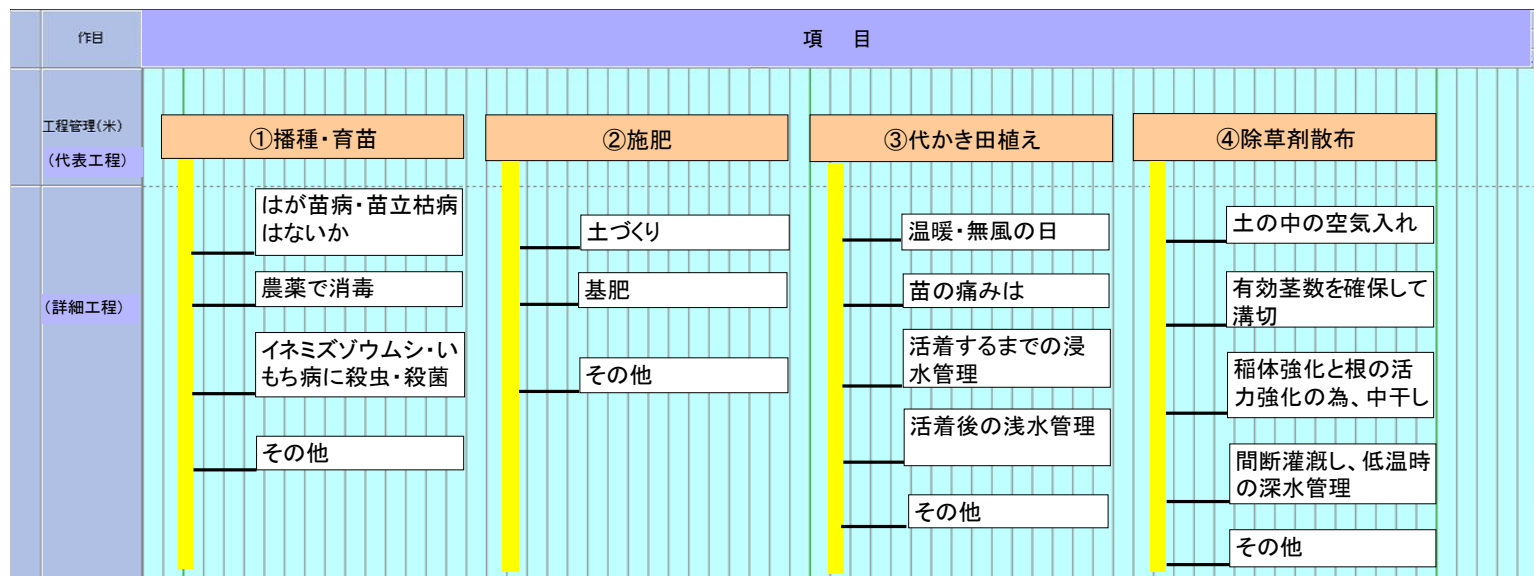 作目
項　目
工程管理(米)
(代表工程)
①播種・育苗
②施肥
③代かき田植え
④除草剤散布
(詳細工程)
はが苗病・苗立枯病
はないか
農薬で消毒
イネミズゾウムシ・い
もち病に殺虫・殺菌
その他
土づくり
基肥
その他
温暖・無風の日
苗の痛みは
活着するまでの浸
水管理
活着後の浅水管理
その他
土の中の空気入れ
有効茎数を確保して
溝切
稲体強化と根の活
力強化の為、中干し
間断灌漑し、低温時
の深水管理
その他